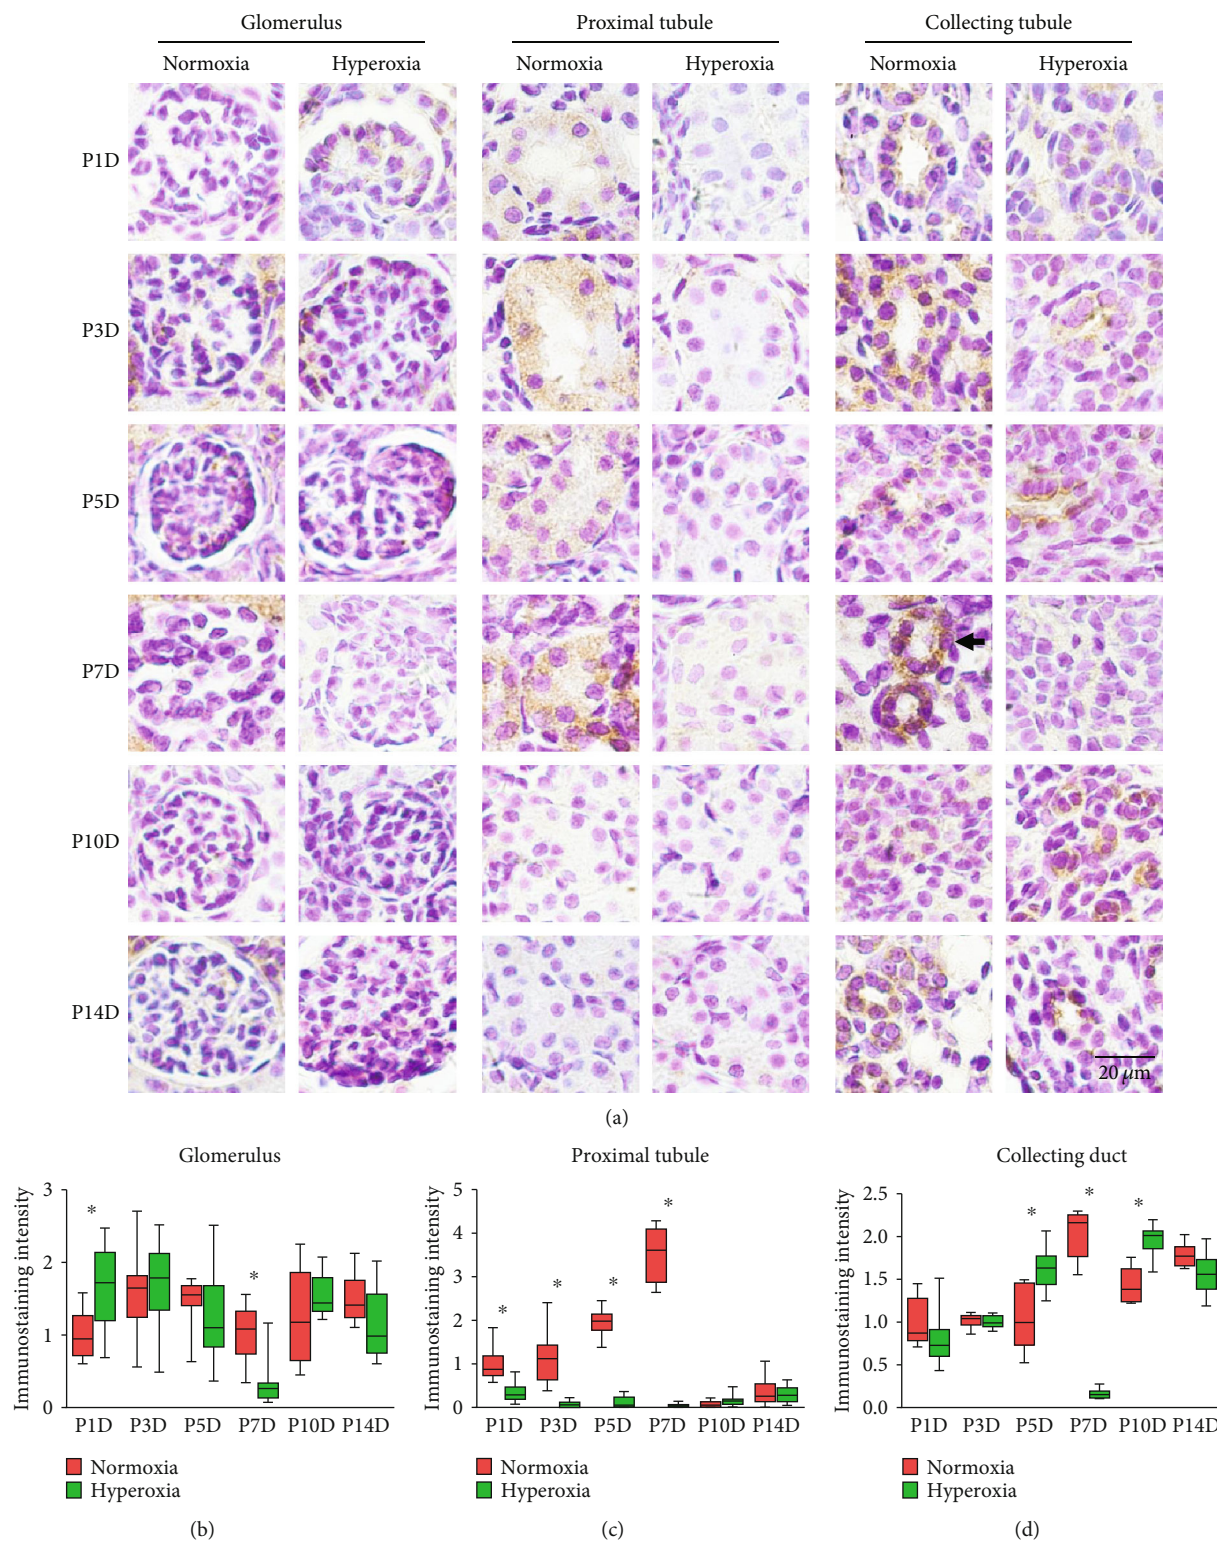 Glomerulus Proximal tubule Collecting tubule
Normoxia Hyperoxia Normoxia Hyperoxia Normoxia Hyperoxia
P1D
P3D
P5D
P7D
P10D
P14D
20 μm
(a)
Glomerulus
Immunostaining intensity
3
2
1
0
*
*
P1D P3D P5D P7D P10D P14D
Normoxia
Hyperoxia
(b)
Proximal tubule
Immunostaining intensity
5
4
3
2
1
0
*
*
*
*
P1D P3D P5D P7D P10D P14D
Normoxia
Hyperoxia
(c)
Collecting duct
Immunostaining intensity
2.5
2.0
1.5
1.0
0.5
0.0
*
*
*
P1D P3D P5D P7D P10D P14D
Normoxia
Hyperoxia
(d)